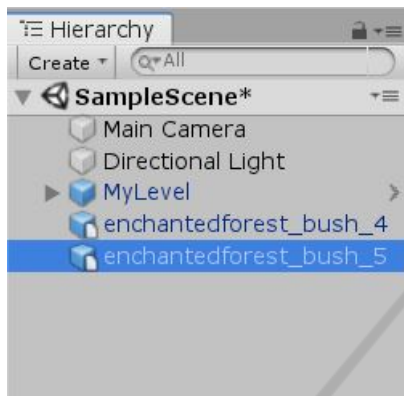 Hierarchy
Create All
SampleScene*
Main Camera
Directional Light
MyLevel
enchantedforest_bush_4
enchantedforest_bush_5